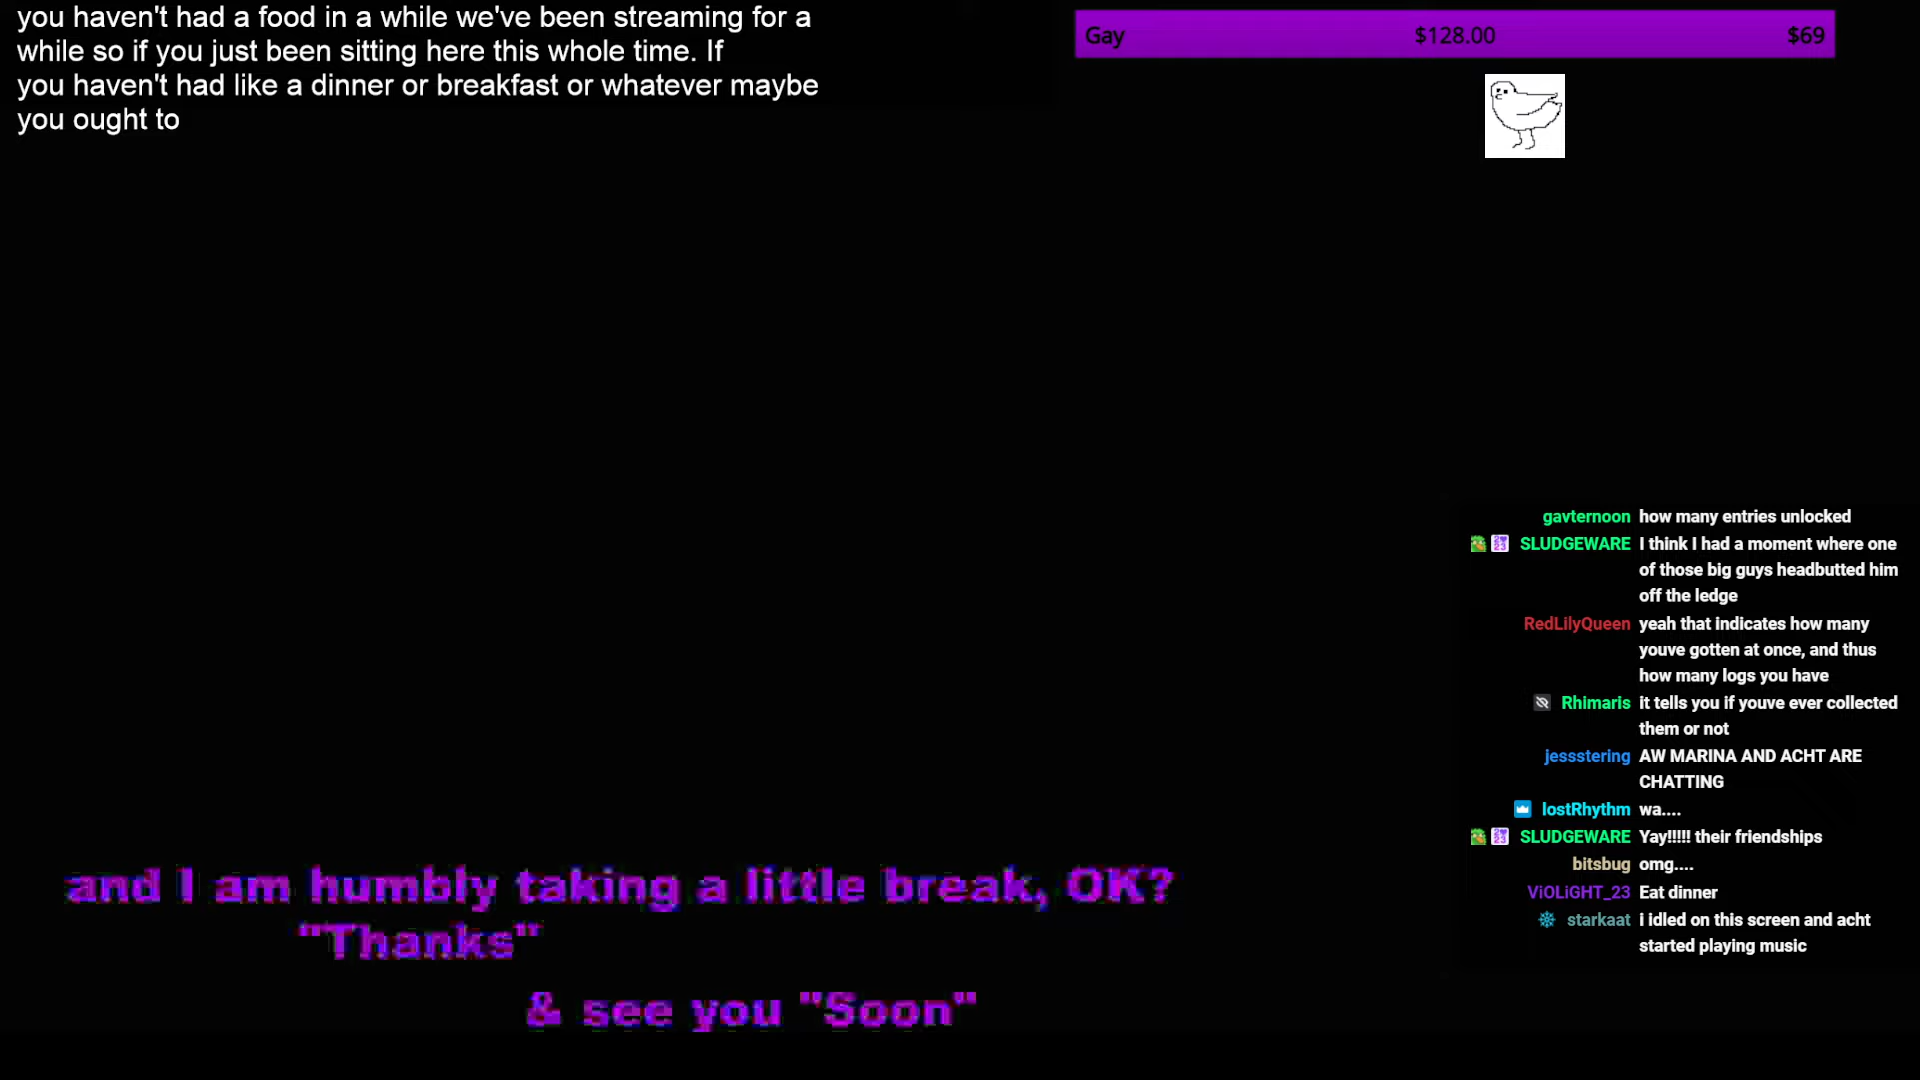 you haven't had a food in a while we've been streaming for a
while so if you just been sitting here this whole time. If
you haven't had like a dinner or breakfast or whatever maybe
you ought to
Gay $128.00 $69
gavternoon how many entries unlocked
SLUDGEWARE I think I had a moment where one
of those big guys headbutted him
off the ledge
RedLilyQueen yeah that indicates how many
youve gotten at once, and thus
how many logs you have
Rhimaris it tells you if youve ever collected
them or not
jessstering AW MARINA AND ACHT ARE
CHATTING
lostRhythm wa....
SLUDGEWARE Yay!!!!! their friendships
bitsbug omg....
ViOLiGHT_23 Eat dinner
starkaat i idled on this screen and acht
started playing music
and I am humbly taking a little break, OK?
"Thanks"
& see you "Soon"